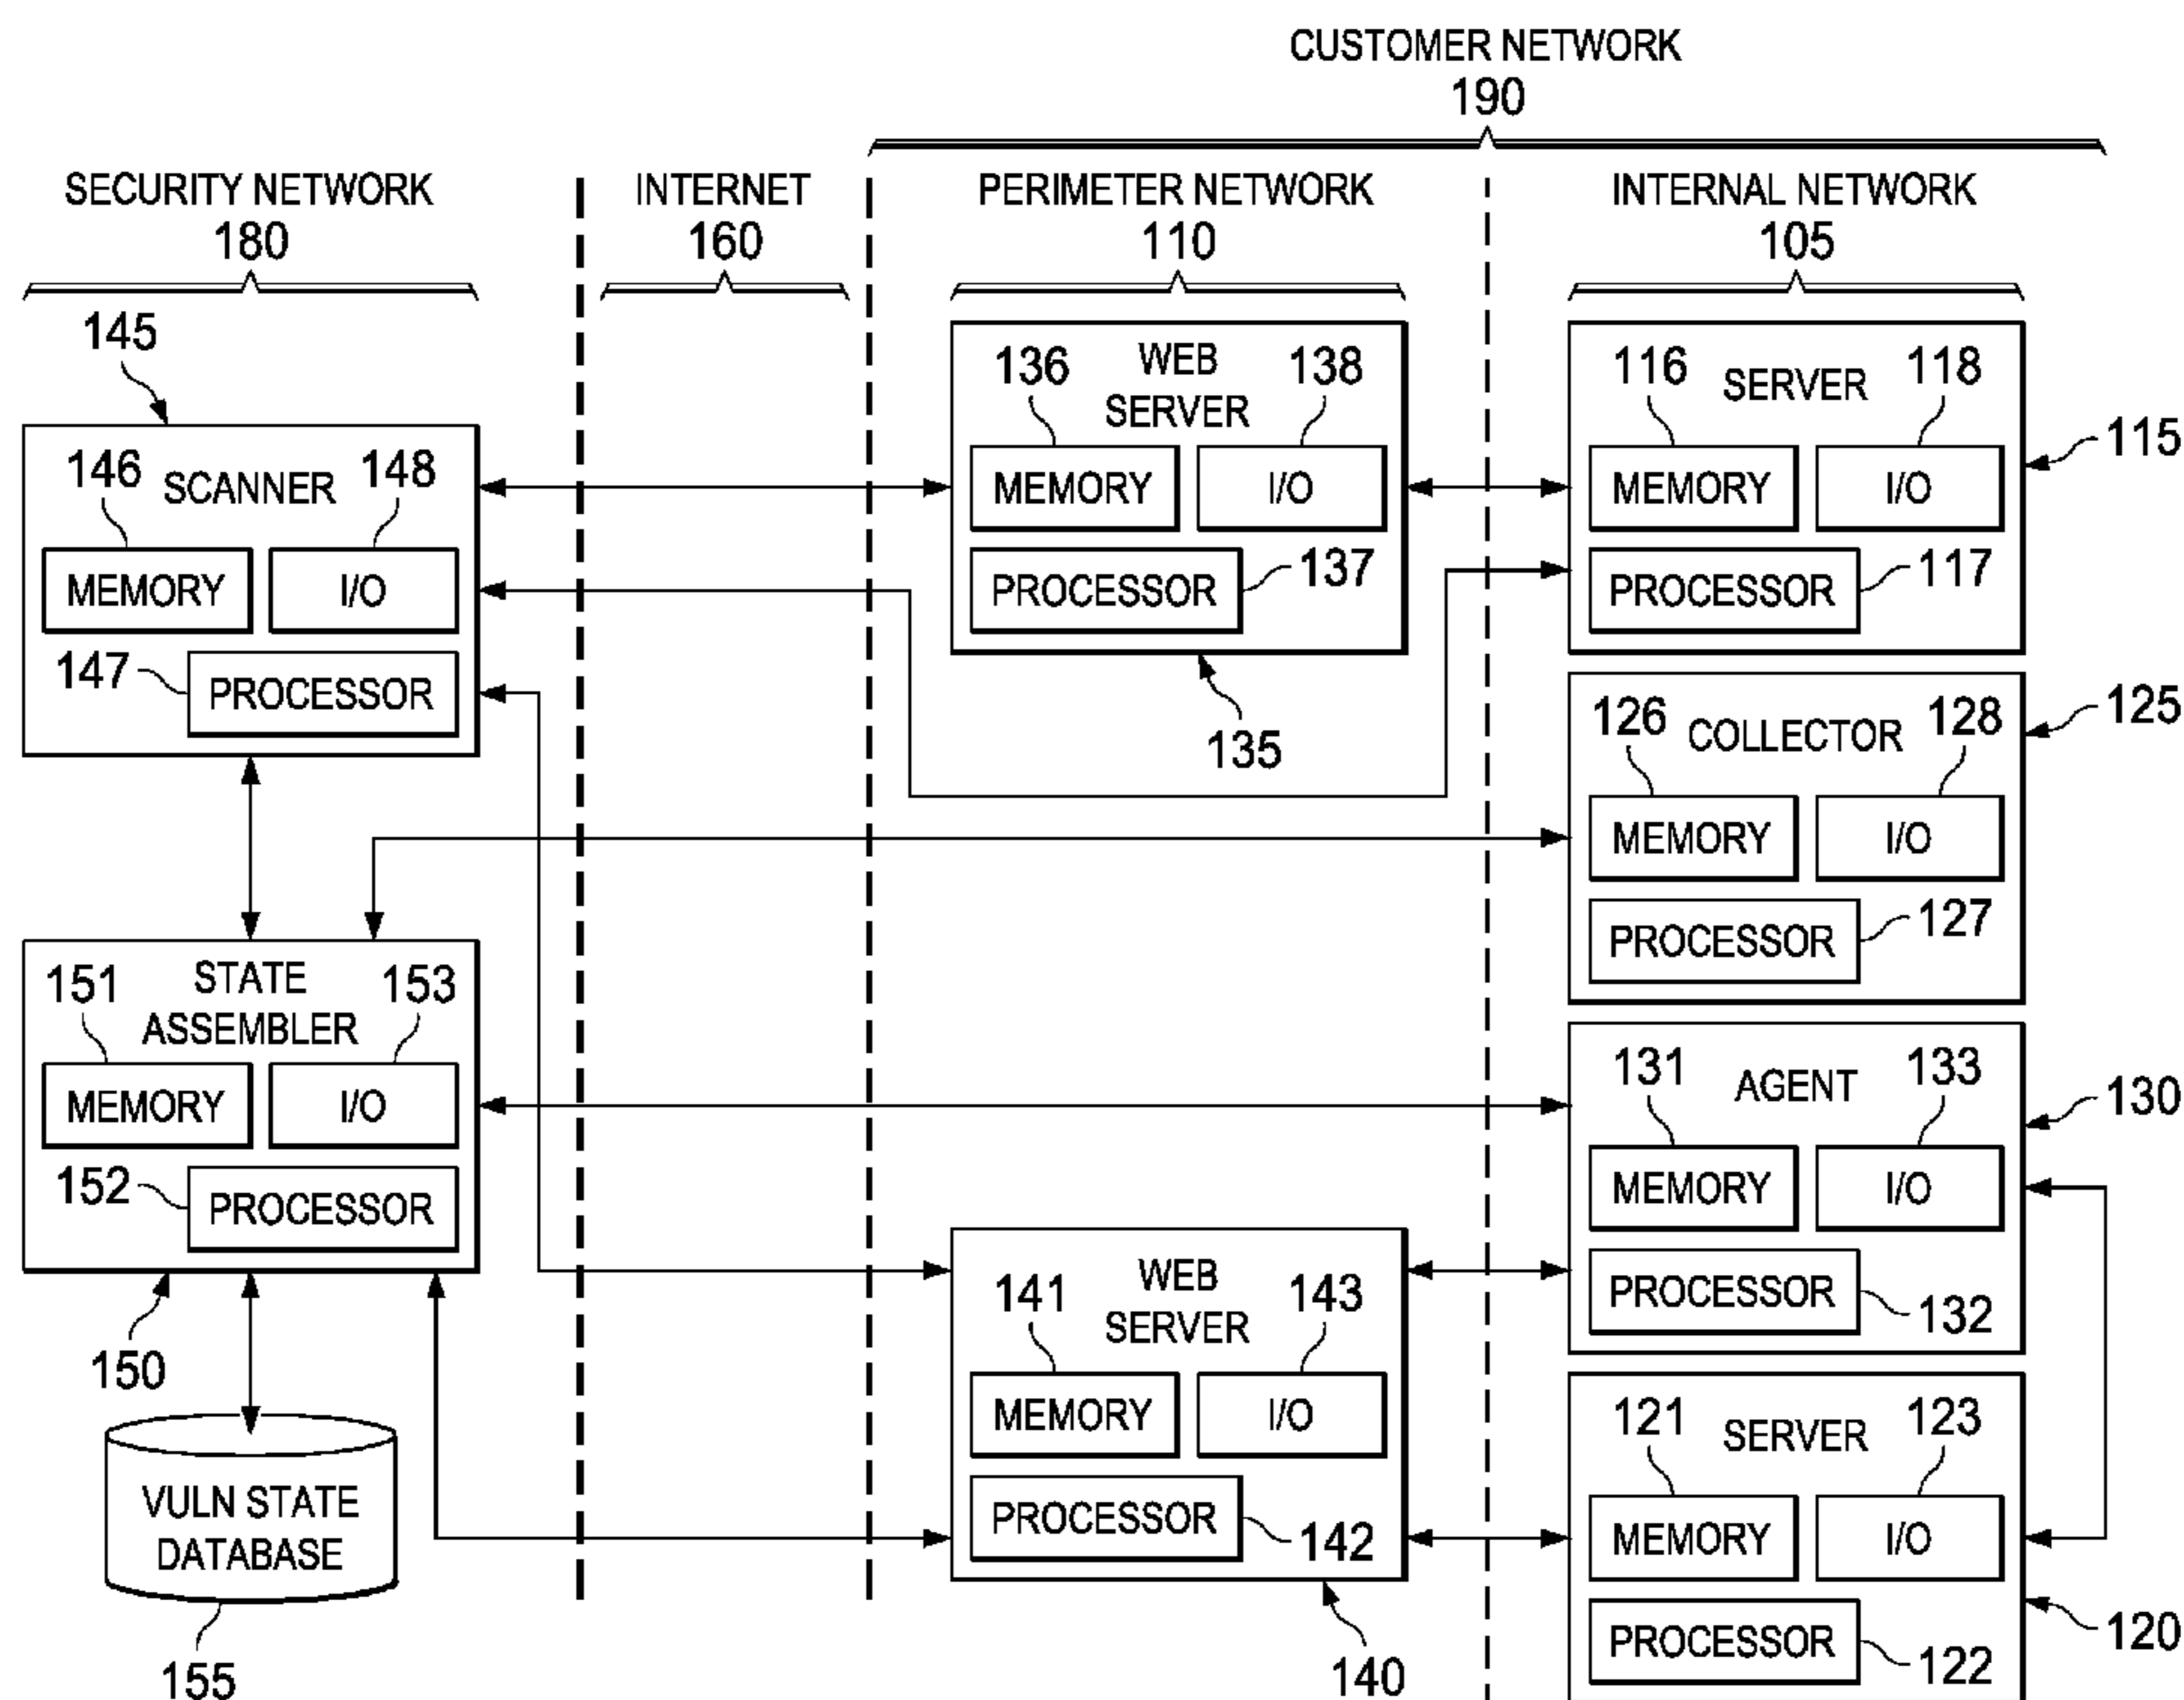 CUSTOMER NETWORK
190
SECURITY NETWORK
180
INTERNET
160
PERIMETER NETWORK
110
INTERNAL NETWORK
105
145
146
SCANNER
148
MEMORY
I/O
147
PROCESSOR
136
WEB
SERVER
138
MEMORY
I/O
PROCESSOR
137
135
116
SERVER
118
115
MEMORY
I/O
PROCESSOR
117
126
COLLECTOR
128
125
MEMORY
I/O
PROCESSOR
127
151
STATE
ASSEMBLER
153
MEMORY
I/O
152
PROCESSOR
150
131
AGENT
133
130
MEMORY
I/O
PROCESSOR
132
141
WEB
SERVER
143
MEMORY
I/O
PROCESSOR
142
140
121
SERVER
123
MEMORY
I/O
PROCESSOR
122
120
VULN STATE
DATABASE
155